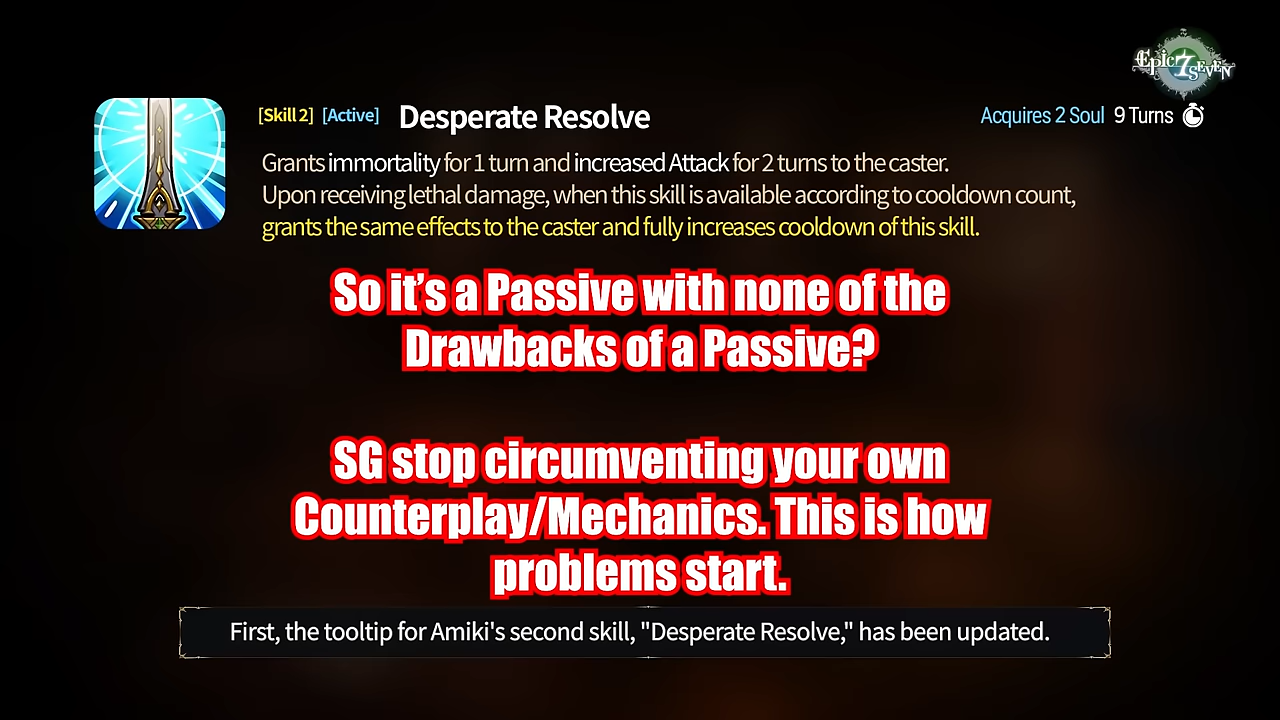 Epic 7 SEVEN
[Skill 2] [Active] Desperate Resolve Acquires 2 Soul 9 Turns
Grants immortality for 1 turn and increased Attack for 2 turns to the caster.
Upon receiving lethal damage, when this skill is available according to cooldown count,
grants the same effects to the caster and fully increases cooldown of this skill.
So it's a Passive with none of the
Drawbacks of a Passive?
SG stop circumventing your own
Counterplay/Mechanics. This is how
problems start.
First, the tooltip for Amiki's second skill, "Desperate Resolve," has been updated.